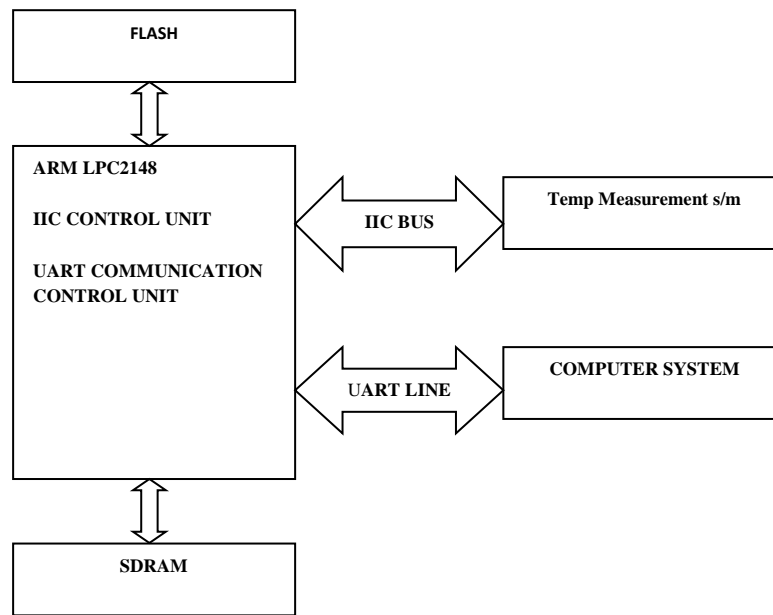 FLASH
ARM LPC2148
IIC CONTROL UNIT
UART COMMUNICATION
CONTROL UNIT
IIC BUS
Temp Measurement s/m
UART LINE
COMPUTER SYSTEM
SDRAM